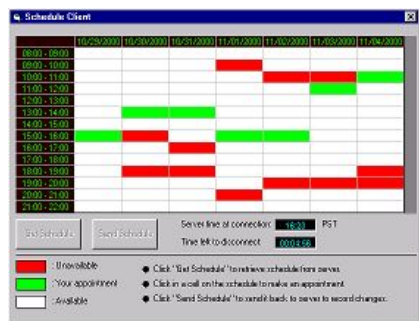 Schedule Client
10/29/2000 10/30/2000 10/31/2000 11/01/2000 11/02/2000 11/03/2000 11/04/2000
08:00 - 09:00
09:00 - 10:00
10:00 - 11:00
11:00 - 12:00
12:00 - 13:00
13:00 - 14:00
14:00 - 15:00
15:00 - 16:00
16:00 - 17:00
17:00 - 18:00
18:00 - 19:00
19:00 - 20:00
20:00 - 21:00
21:00 - 22:00
Get Schedule Send Schedule
Server time at connection: 16:23 PST
Time left to disconnect 00:04:56
: Unavailable
: Your appointment
: Available
● Click "Get Schedule" to retrieve schedule from server.
● Click in a cell on the schedule to make an appointment.
● Click "Send Schedule" to send it back to server to record changes.